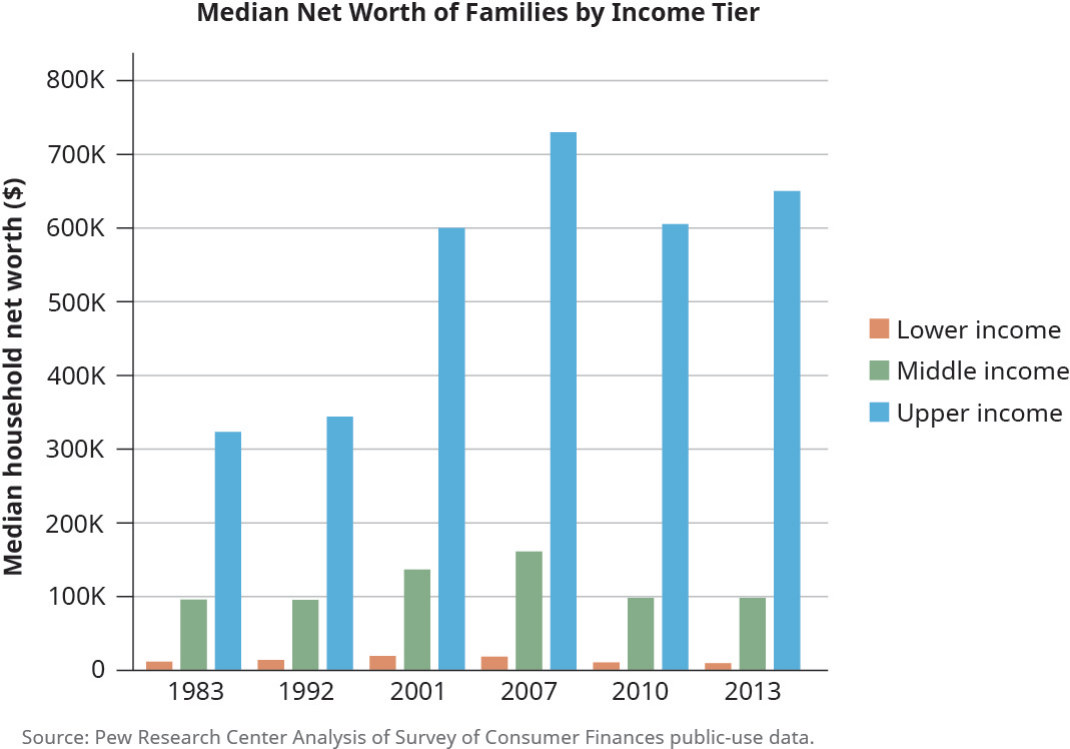 Median Net Worth of Families by Income Tier
Median household net worth ($)
800K
700K
600K
500K
400K
300K
200K
100K
0
1983
1992
2001
2007
2010
2013
Lower income
Middle income
Upper income
Source: Pew Research Center Analysis of Survey of Consumer Finances public-use data.